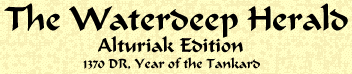 The Waterdeep Herald
Alturiak Edition
1370 DR, Year of the Tankard